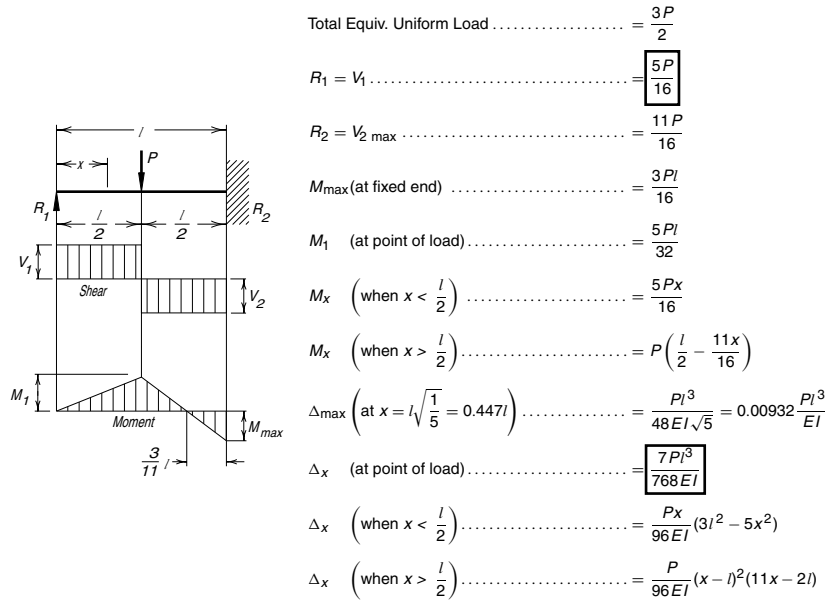 l
x
P
R₁
l/2
l/2
R₂
V₁
Shear
V₂
M₁
Moment
M max
3/11 l
Total Equiv. Uniform Load .................. = 3P/2
R₁ = V₁ .................................. = 5P/16
R₂ = V₂ max .............................. = 11P/16
Mmax (at fixed end) ....................... = 3Pl/16
M₁ (at point of load) ..................... = 5Pl/32
Mx (when x < l/2) ...................... = 5Px/16
Mx (when x > l/2) ....................... = P(l/2 − 11x/16)
Δmax (at x = l√(1/5) = 0.447l) .............. = Pl³/(48EI√5) = 0.00932 Pl³/EI
Δx (at point of load) ..................... = 7Pl³/768EI
Δx (when x < l/2) ....................... = Px/96EI (3l² − 5x²)
Δx (when x > l/2) ....................... = P/96EI (x − l)²(11x − 2l)